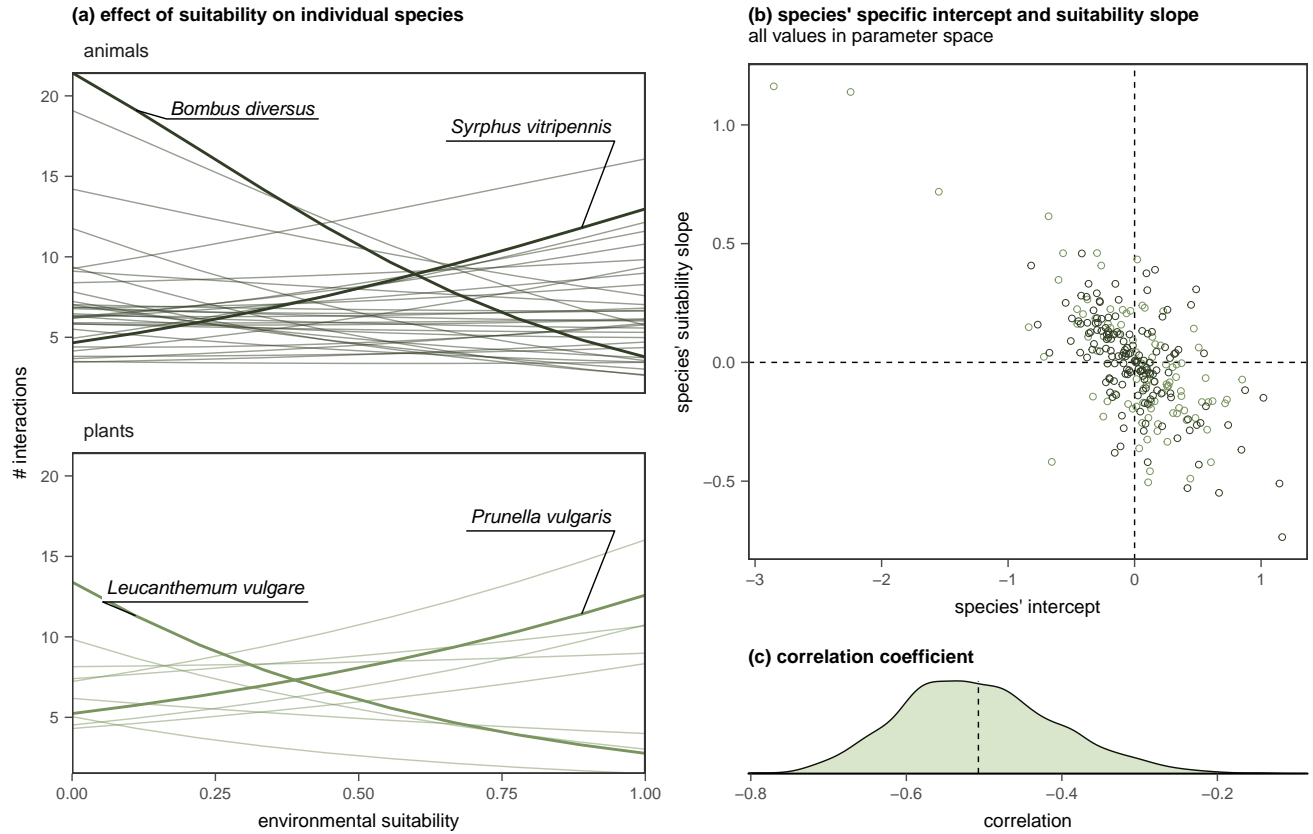 (a) effect of suitability on individual species
animals
20
15
10
5
Bombus diversus
Syrphus vitripennis
# interactions
plants
20
15
10
5
Prunella vulgaris
Leucanthemum vulgare
0.00 0.25 0.50 0.75 1.00
environmental suitability
(b) species' specific intercept and suitability slope
all values in parameter space
1.0
0.5
0.0
−0.5
species' suitability slope
−3 −2 −1 0 1
species' intercept
(c) correlation coefficient
−0.8 −0.6 −0.4 −0.2
correlation